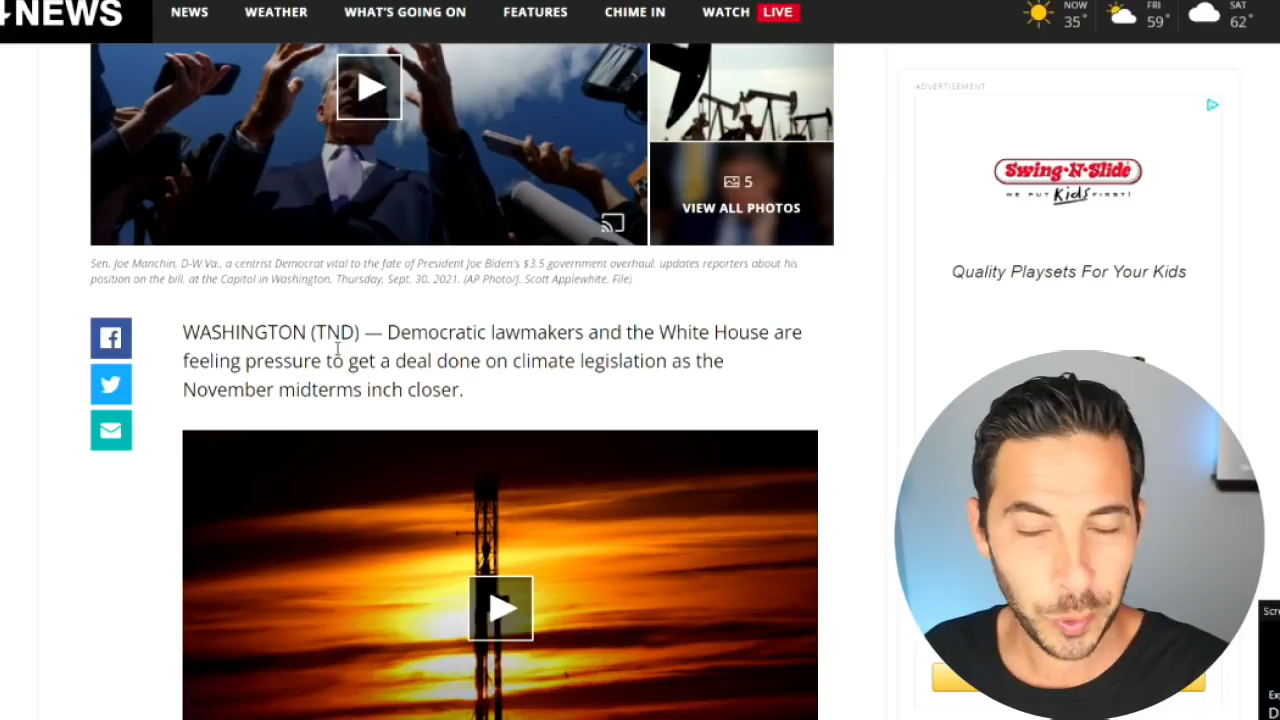 4NEWS
NEWS WEATHER WHAT'S GOING ON FEATURES CHIME IN WATCH LIVE
NOW 35° FRI 59° SAT 62°
5
VIEW ALL PHOTOS
Sen. Joe Manchin, D-W.Va., a centrist Democrat vital to the fate of President Joe Biden's $3.5 government overhaul, updates reporters about his
position on the bill, at the Capitol in Washington, Thursday, Sept. 30, 2021. (AP Photo/J. Scott Applewhite, File)
WASHINGTON (TND) — Democratic lawmakers and the White House are
feeling pressure to get a deal done on climate legislation as the
November midterms inch closer.
ADVERTISEMENT
Swing-N-Slide
WE PUT Kids FIRST!
Quality Playsets For Your Kids